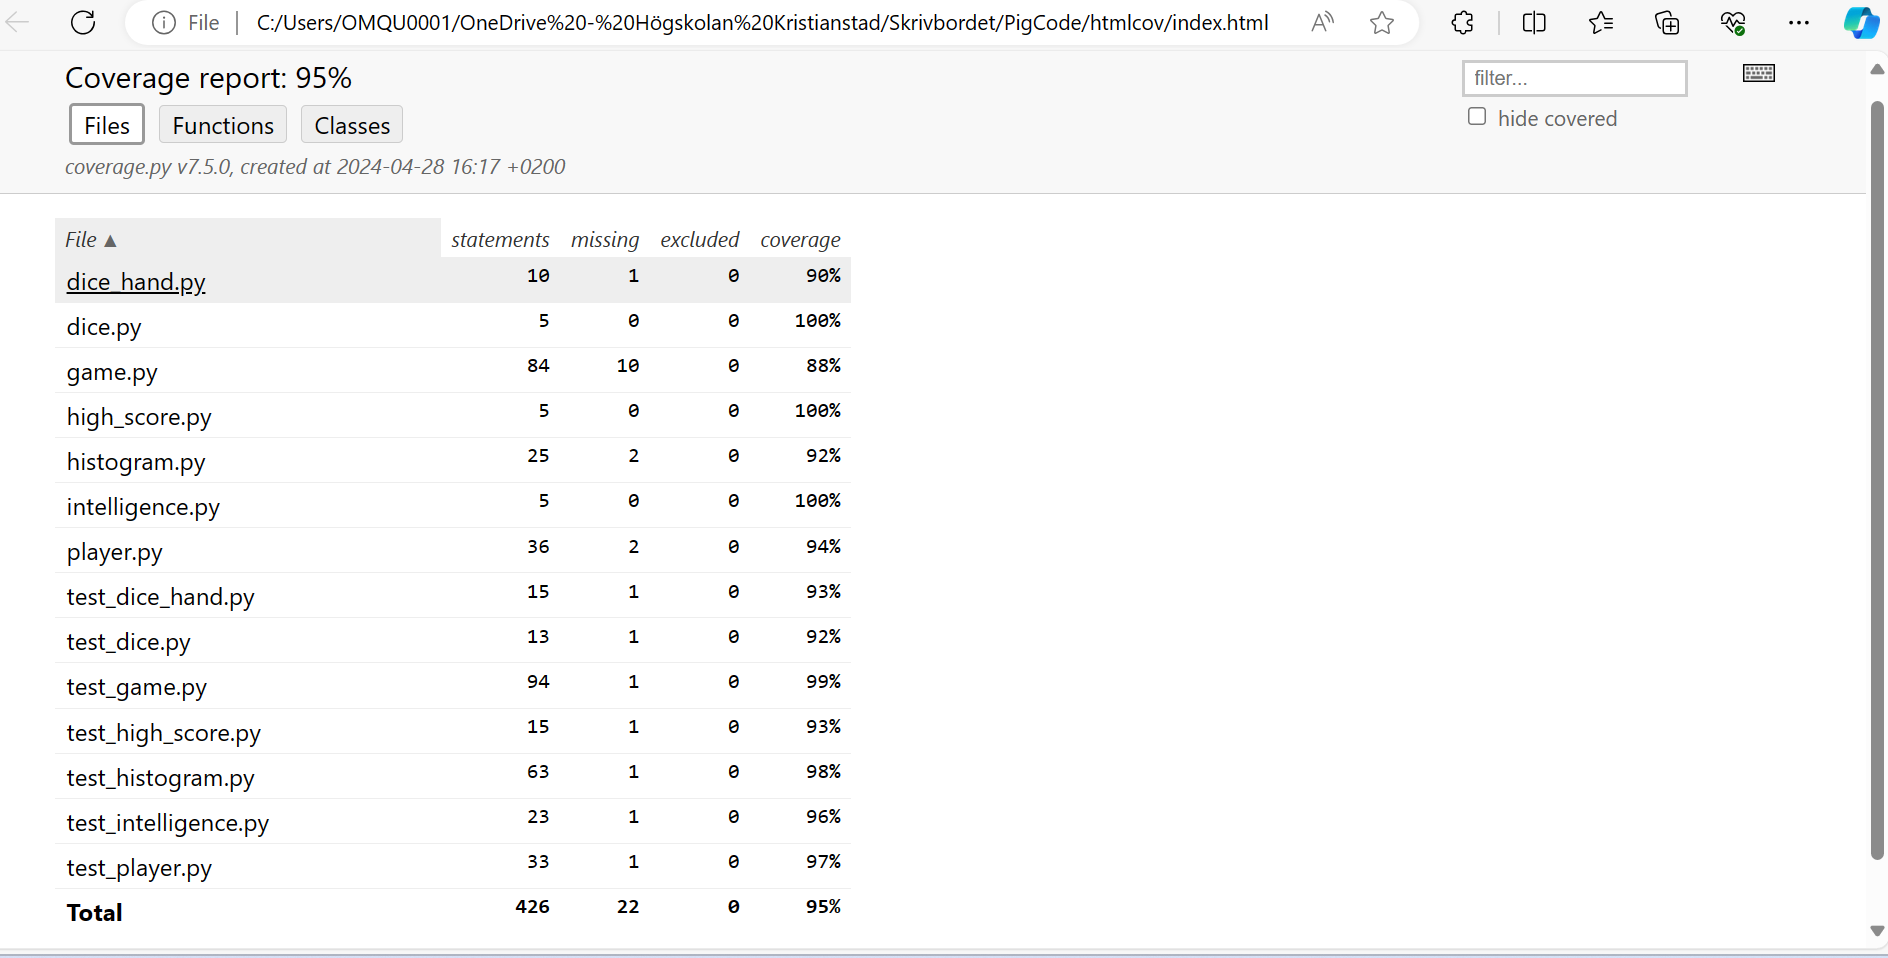 File C:/Users/OMQU0001/OneDrive%20-%20Högskolan%20Kristianstad/Skrivbordet/PigCode/htmlcov/index.html A
Coverage report: 95%
filter...
Files Functions Classes
hide covered
coverage.py v7.5.0, created at 2024-04-28 16:17 +0200
File ▲ statements missing excluded coverage
dice_hand.py 10 1 0 90%
dice.py 5 0 0 100%
game.py 84 10 0 88%
high_score.py 5 0 0 100%
histogram.py 25 2 0 92%
intelligence.py 5 0 0 100%
player.py 36 2 0 94%
test_dice_hand.py 15 1 0 93%
test_dice.py 13 1 0 92%
test_game.py 94 1 0 99%
test_high_score.py 15 1 0 93%
test_histogram.py 63 1 0 98%
test_intelligence.py 23 1 0 96%
test_player.py 33 1 0 97%
Total 426 22 0 95%